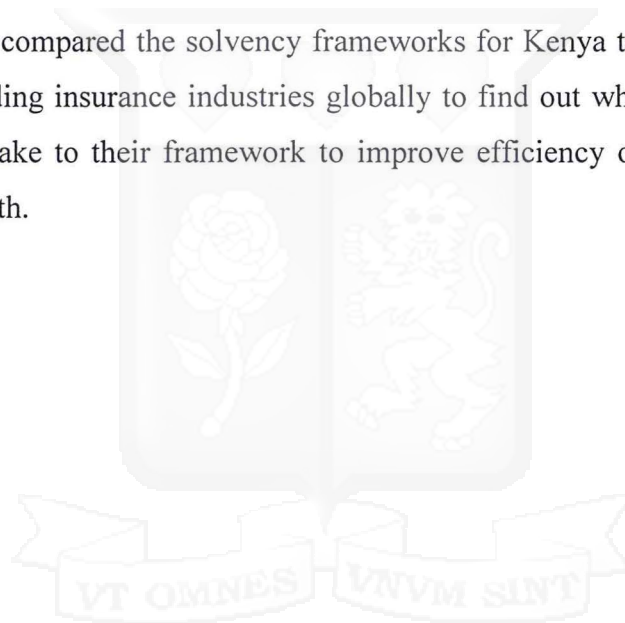 compared the solvency frameworks for Kenya t
ling insurance industries globally to find out wh
ake to their framework to improve efficiency o
th.
VT OMNES VNVM SINT